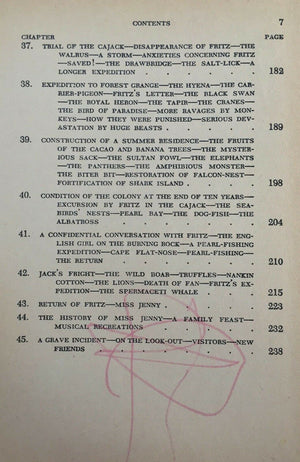 CONTENTS 7
CHAPTER PAGE
37. TRIAL OF THE CAJACK—DISAPPEARANCE OF FRITZ—THE
WALRUS—A STORM—ANXIETIES CONCERNING FRITZ
—SAVED!—THE DRAWBRIDGE—THE SALT-LICK—A
LONGER EXPEDITION . . . . . 182
38. EXPEDITION TO FOREST GRANGE—THE HYENA—THE CAR-
RIER-PIGEON—FRITZ'S LETTER—THE BLACK SWAN
—THE ROYAL HERON—THE TAPIR—THE CRANES—
THE BIRD OF PARADISE—MORE RAVAGES BY MON-
KEYS—HOW THEY WERE PUNISHED—SERIOUS DEV-
ASTATION BY HUGE BEASTS . . . . 189
39. CONSTRUCTION OF A SUMMER RESIDENCE—THE FRUITS
OF THE CACAO AND BANANA TREES—THE MYSTER-
IOUS SACK—THE SULTAN FOWL—THE ELEPHANTS
—THE PANTHERS—THE AMPHIBIOUS MONSTER—
THE BITER BIT—RESTORATION OF FALCON-NEST—
FORTIFICATION OF SHARK ISLAND . . . 198
40. CONDITION OF THE COLONY AT THE END OF TEN YEARS—
EXCURSION BY FRITZ IN THE CAJACK—THE SEA-
BIRDS' NESTS—PEARL BAY—THE DOG-FISH—THE
ALBATROSS . . . . . . . 204
41. A CONFIDENTIAL CONVERSATION WITH FRITZ—THE ENG-
LISH GIRL ON THE BURNING ROCK—A PEARL-FISHING
EXPEDITION—CAPE FLAT-NOSE—PEARL-FISHING—
THE RETURN . . . . . . 210
42. JACK'S FRIGHT—THE WILD BOAR—TRUFFLES—NANKIN
COTTON—THE LIONS—DEATH OF FAN—FRITZ'S EX-
PEDITION—THE SPERMACETI WHALE . . . 215
43. RETURN OF FRITZ—MISS JENNY . . . . 223
44. THE HISTORY OF MISS JENNY—A FAMILY FEAST—
MUSICAL RECREATIONS . . . . . 232
45. A GRAVE INCIDENT—ON THE LOOK-OUT—VISITORS—NEW
FRIENDS . . . . . . . 238